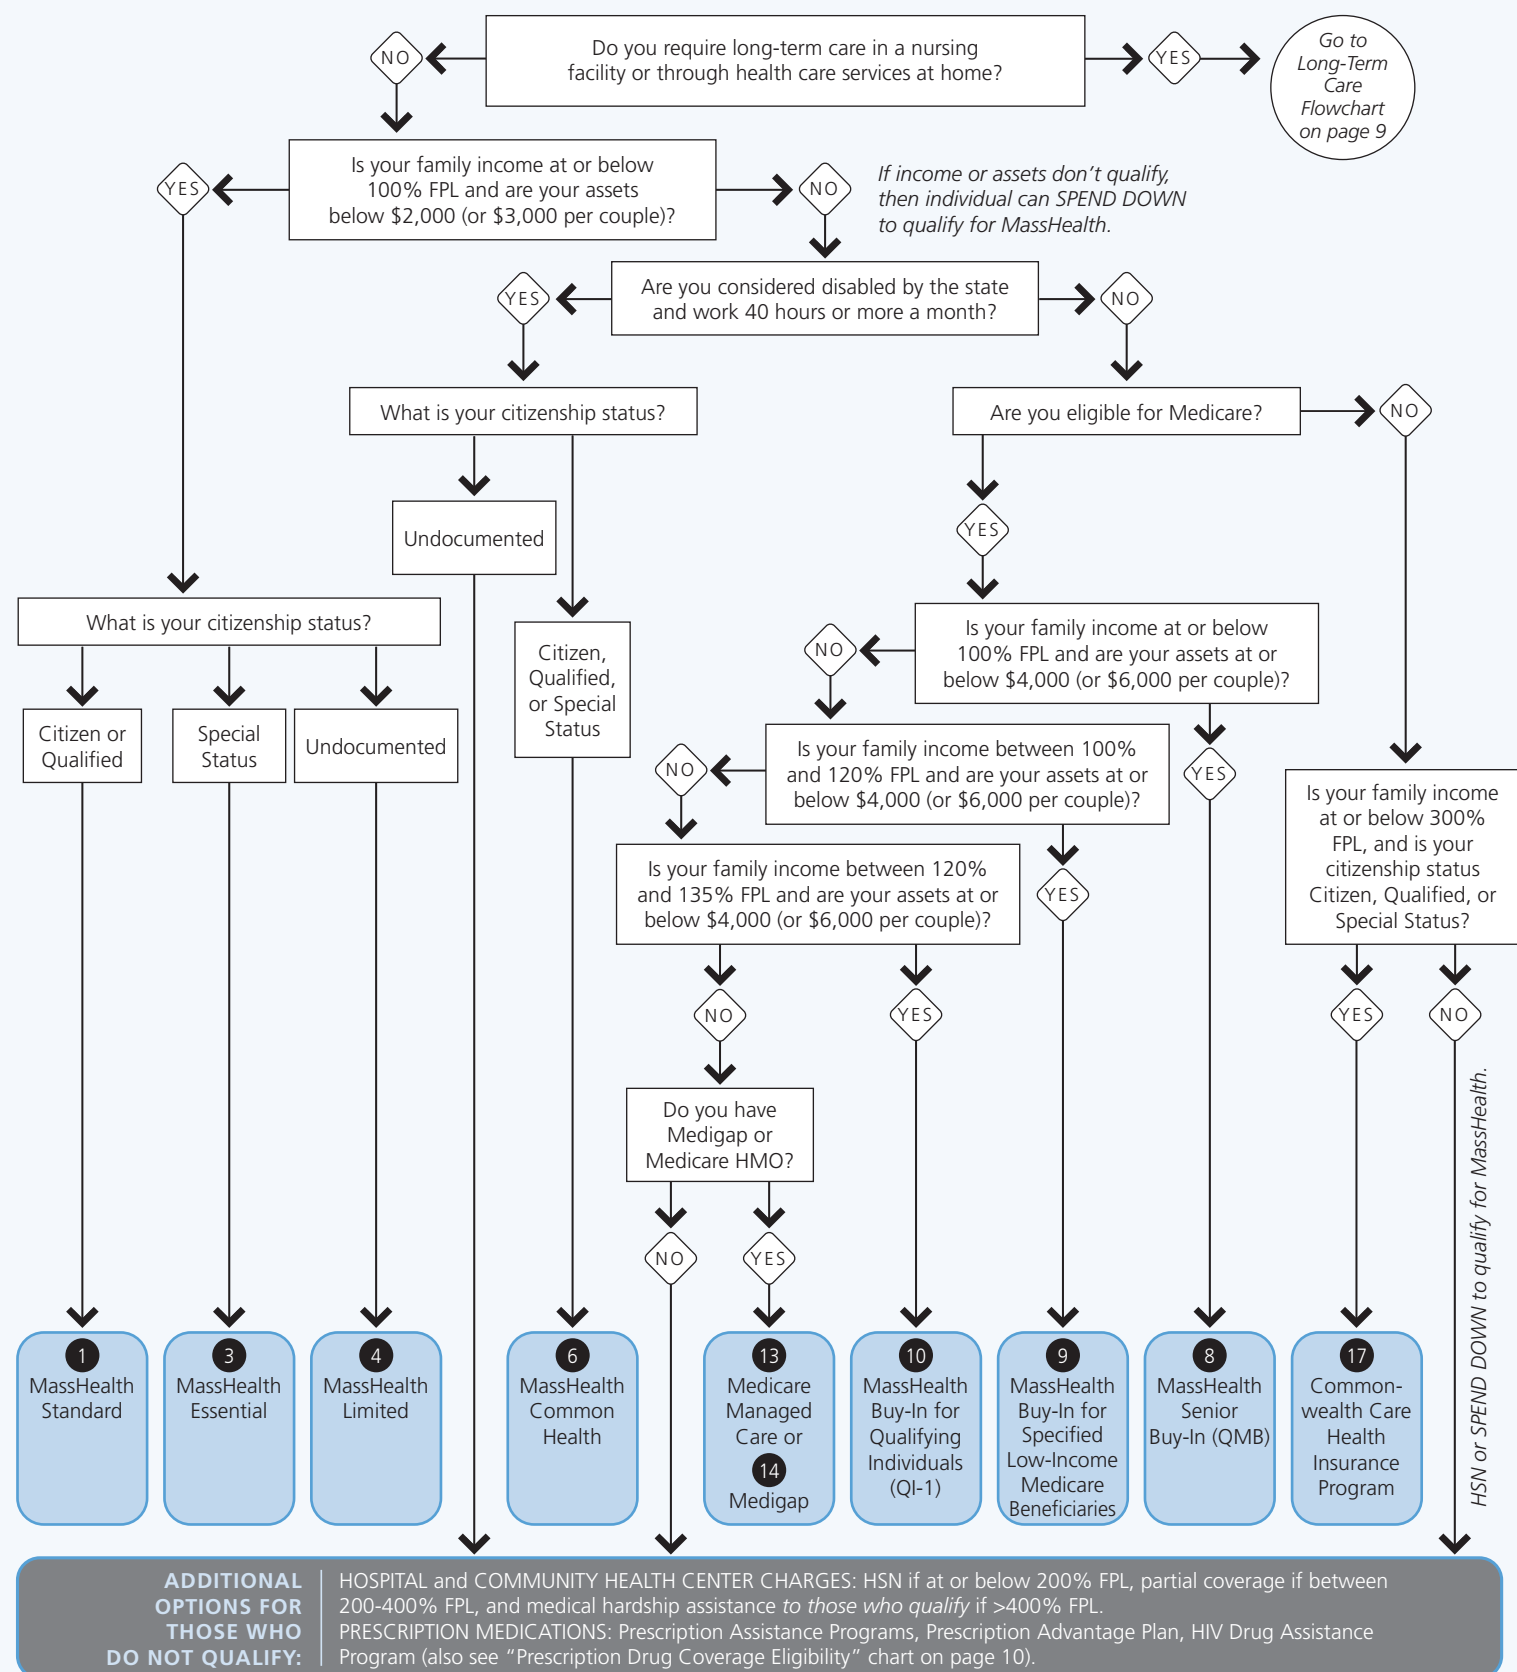 Do you require long-term care in a nursing
facility or through health care services at home?
NO
YES
Go to
Long-Term
Care
Flowchart
on page 9
Is your family income at or below
100% FPL and are your assets
below $2,000 (or $3,000 per couple)?
YES
NO
If income or assets don’t qualify,
then individual can SPEND DOWN
to qualify for MassHealth.
Are you considered disabled by the state
and work 40 hours or more a month?
YES
NO
What is your citizenship status?
Are you eligible for Medicare?
NO
Undocumented
YES
What is your citizenship status?
Citizen,
Qualified,
or Special
Status
Is your family income at or below
100% FPL and are your assets at or
below $4,000 (or $6,000 per couple)?
NO
Citizen or
Qualified
Special
Status
Undocumented
Is your family income between 100%
and 120% FPL and are your assets at or
below $4,000 (or $6,000 per couple)?
NO
YES
Is your family income
at or below 300%
FPL, and is your
citizenship status
Citizen, Qualified, or
Special Status?
Is your family income between 120%
and 135% FPL and are your assets at or
below $4,000 (or $6,000 per couple)?
YES
NO
YES
YES
NO
Do you have
Medigap or
Medicare HMO?
NO
YES
HSN or SPEND DOWN to qualify for MassHealth.
1
MassHealth
Standard
3
MassHealth
Essential
4
MassHealth
Limited
6
MassHealth
Common
Health
13
Medicare
Managed
Care or
14
Medigap
10
MassHealth
Buy-In for
Qualifying
Individuals
(QI-1)
9
MassHealth
Buy-In for
Specified
Low-Income
Medicare
Beneficiaries
8
MassHealth
Senior
Buy-In (QMB)
17
Common-
wealth Care
Health
Insurance
Program
ADDITIONAL
OPTIONS FOR
THOSE WHO
DO NOT QUALIFY:
HOSPITAL and COMMUNITY HEALTH CENTER CHARGES: HSN if at or below 200% FPL, partial coverage if between
200-400% FPL, and medical hardship assistance to those who qualify if >400% FPL.
PRESCRIPTION MEDICATIONS: Prescription Assistance Programs, Prescription Advantage Plan, HIV Drug Assistance
Program (also see “Prescription Drug Coverage Eligibility” chart on page 10).